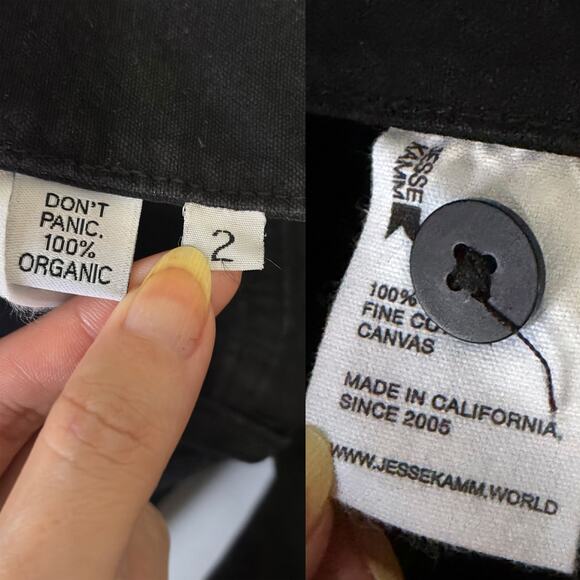 DON'T
PANIC.
100%
ORGANIC
2
JESSE
KAMM
100%
FINE
CANVAS
MADE IN CALIFORNIA,
SINCE 2005
WWW.JESSEKAMM.WORLD